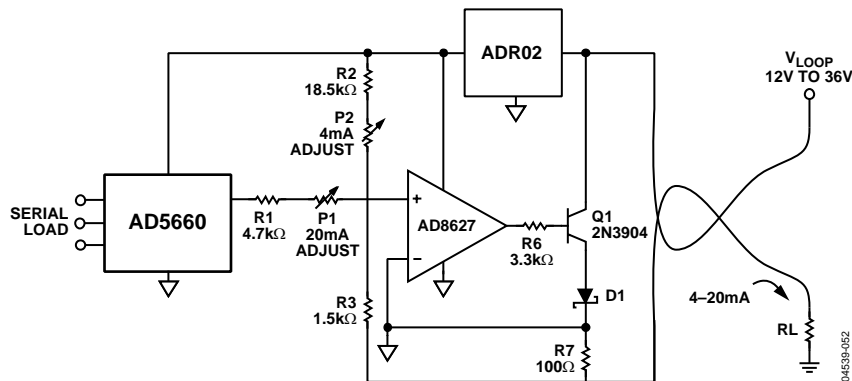 ADR02
V LOOP
12V TO 36V
R2
18.5kΩ
P2
4mA
ADJUST
AD5660
SERIAL
LOAD
R1
4.7kΩ
P1
20mA
ADJUST
+
−
AD8627
R6
3.3kΩ
Q1
2N3904
D1
4–20mA
RL
R3
1.5kΩ
R7
100Ω
04539-052